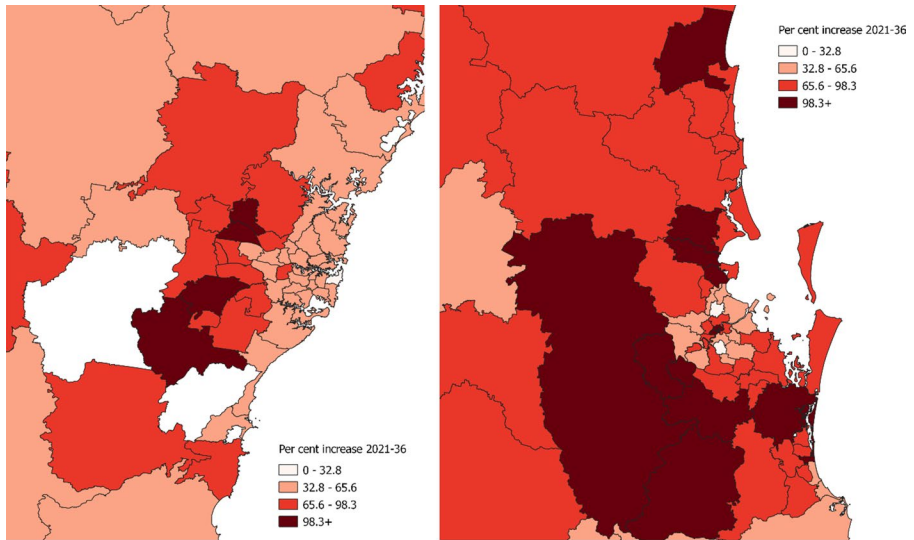 Per cent increase 2021-36
0 - 32.8
32.8 - 65.6
65.6 - 98.3
98.3+
Per cent increase 2021-36
0 - 32.8
32.8 - 65.6
65.6 - 98.3
98.3+